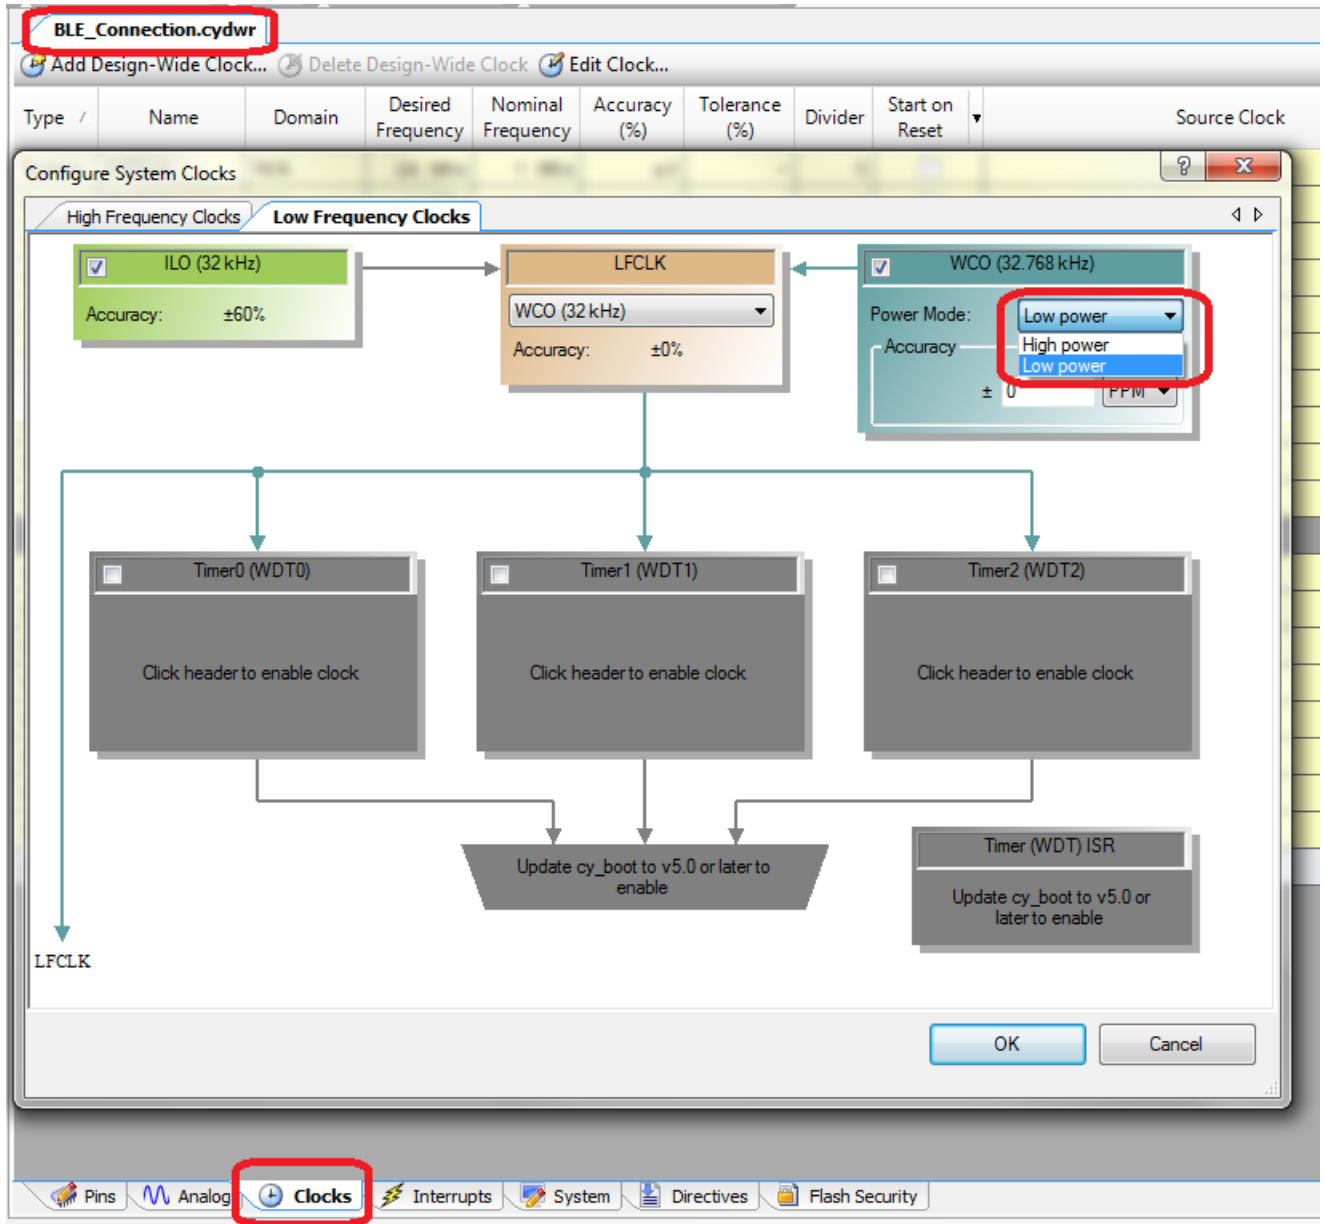 BLE_Connection.cydwr
Add Design-Wide Clock... Delete Design-Wide Clock Edit Clock...
Type Name Domain Desired Frequency Nominal Frequency Accuracy (%) Tolerance (%) Divider Start on Reset Source Clock
Configure System Clocks
High Frequency Clocks Low Frequency Clocks
ILO (32 kHz) LFCLK WCO (32.768 kHz)
Accuracy: ±60%
WCO (32 kHz)
Accuracy: ±0%
Power Mode: Low power
High power
Low power
Accuracy
± 0 PPM
Timer0 (WDT0) Timer1 (WDT1) Timer2 (WDT2)
Click header to enable clock Click header to enable clock Click header to enable clock
Update cy_boot to v5.0 or later to
enable
Timer (WDT) ISR
Update cy_boot to v5.0 or
later to enable
LFCLK
OK Cancel
Pins Analog Clocks Interrupts System Directives Flash Security